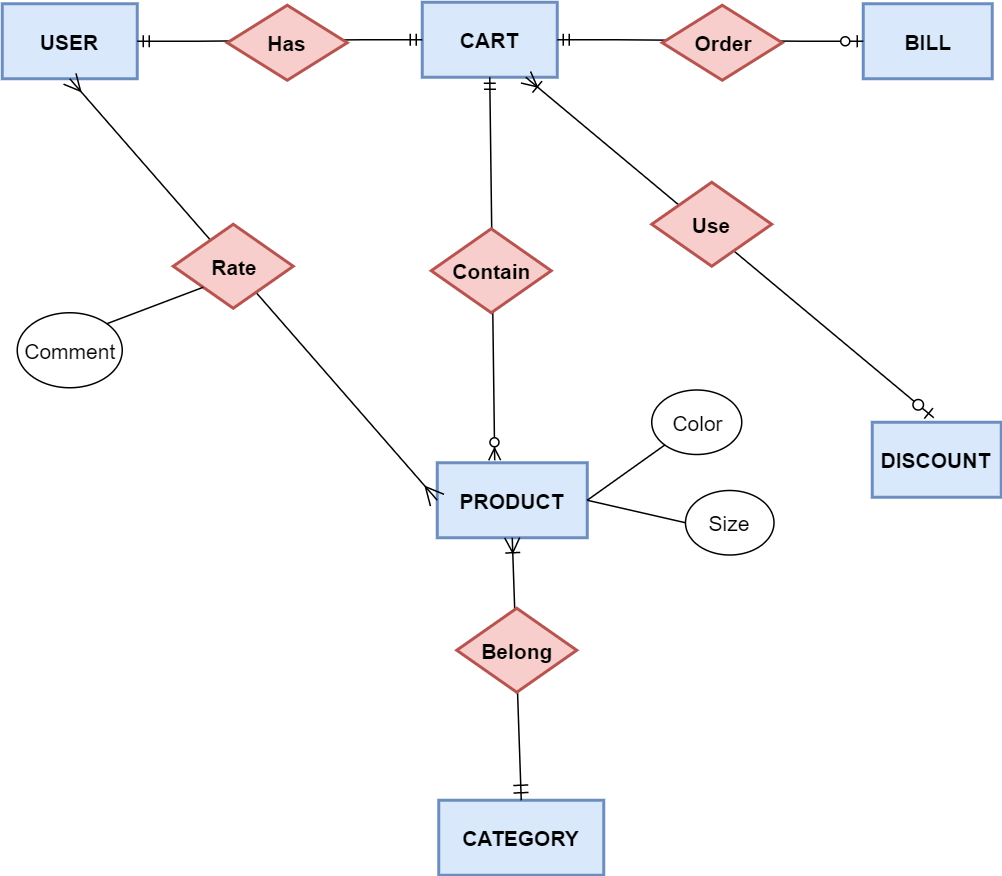 USER
Has
CART
Order
BILL
Use
Rate
Contain
Comment
Color
DISCOUNT
PRODUCT
Size
Belong
CATEGORY